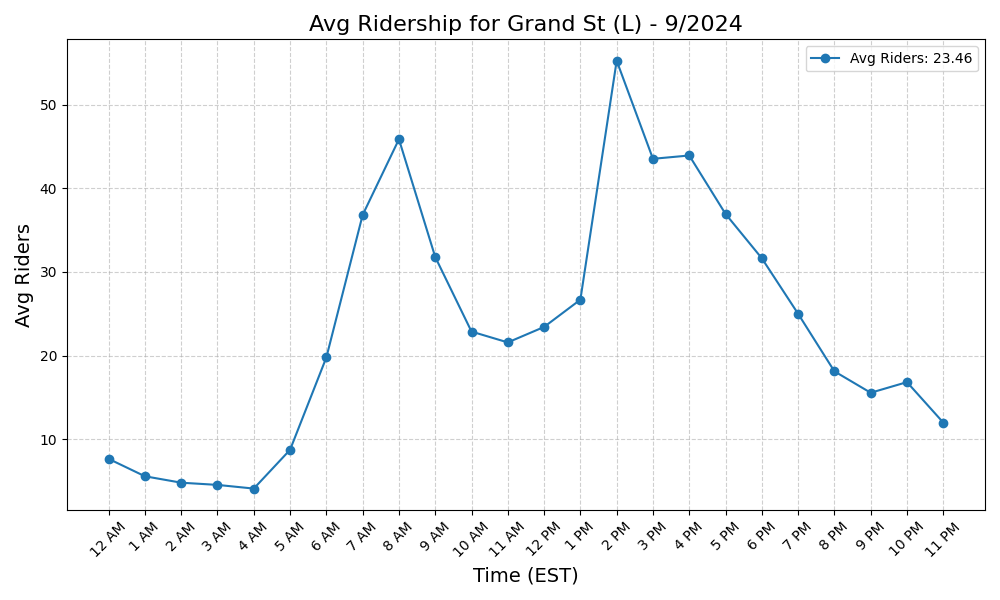 Avg Ridership for Grand St (L) - 9/2024
Avg Riders: 23.46
Avg Riders
50
40
30
20
10
12 AM
1 AM
2 AM
3 AM
4 AM
5 AM
6 AM
7 AM
8 AM
9 AM
10 AM
11 AM
12 PM
1 PM
2 PM
3 PM
4 PM
5 PM
6 PM
7 PM
8 PM
9 PM
10 PM
11 PM
Time (EST)